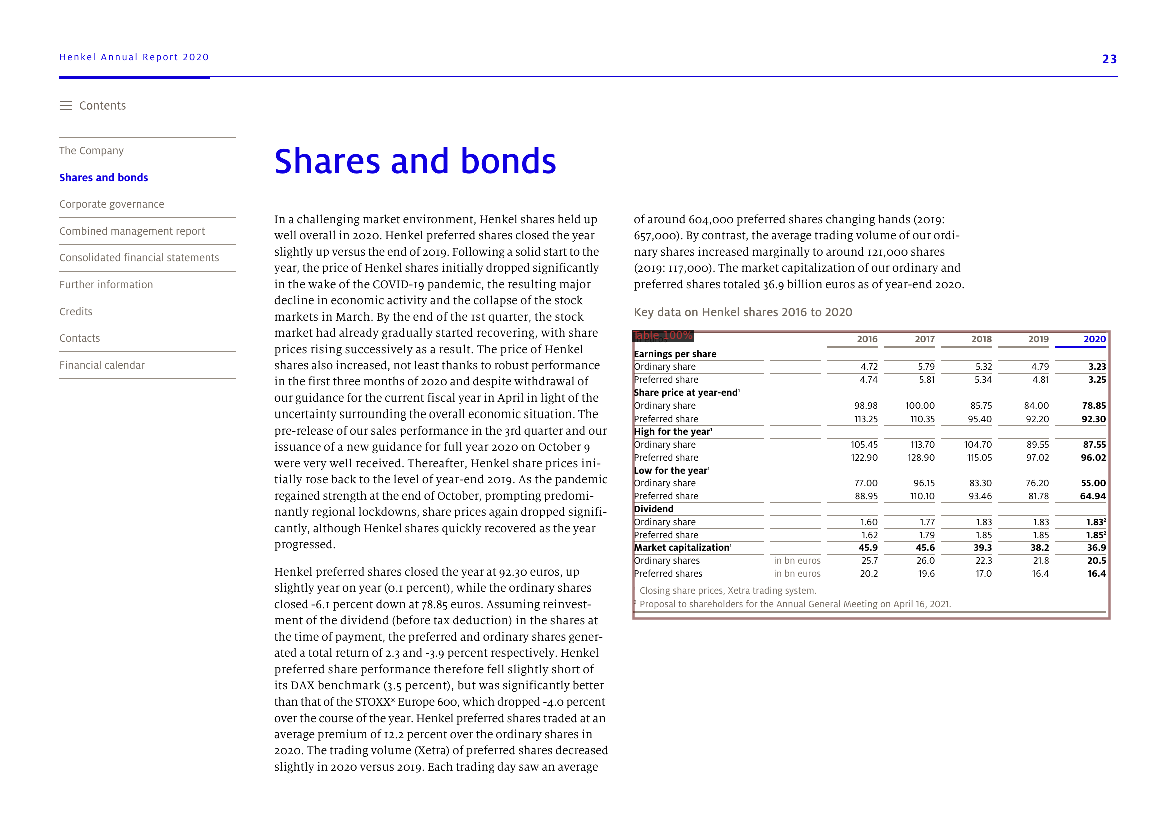 Henkel Annual Report 2020
23
Contents
The Company
Shares and bonds
Corporate governance
Combined management report
Consolidated financial statements
Further information
Credits
Contacts
Financial calendar
Shares and bonds
In a challenging market environment, Henkel shares held up
well overall in 2020. Henkel preferred shares closed the year
slightly up versus the end of 2019. Following a solid start to the
year, the price of Henkel shares initially dropped significantly
in the wake of the COVID-19 pandemic, the resulting major
decline in economic activity and the collapse of the stock
markets in March. By the end of the 1st quarter, the stock
market had already gradually started recovering, with share
prices rising successively as a result. The price of Henkel
shares also increased, not least thanks to robust performance
in the first three months of 2020 and despite withdrawal of
our guidance for the current fiscal year in April in light of the
uncertainty surrounding the overall economic situation. The
pre-release of our sales performance in the 3rd quarter and our
issuance of a new guidance for full year 2020 on October 9
were very well received. Thereafter, Henkel share prices ini-
tially rose back to the level of year-end 2019. As the pandemic
regained strength at the end of October, prompting predomi-
nantly regional lockdowns, share prices again dropped signifi-
cantly, although Henkel shares quickly recovered as the year
progressed.
Henkel preferred shares closed the year at 92.30 euros, up
slightly year on year (0.1 percent), while the ordinary shares
closed -6.1 percent down at 78.85 euros. Assuming reinvest-
ment of the dividend (before tax deduction) in the shares at
the time of payment, the preferred and ordinary shares gener-
ated a total return of 2.3 and -3.9 percent respectively. Henkel
preferred share performance therefore fell slightly short of
its DAX benchmark (3.5 percent), but was significantly better
than that of the STOXX® Europe 600, which dropped -4.0 percent
over the course of the year. Henkel preferred shares traded at an
average premium of 12.2 percent over the ordinary shares in
2020. The trading volume (Xetra) of preferred shares decreased
slightly in 2020 versus 2019. Each trading day saw an average
of around 604,000 preferred shares changing hands (2019:
657,000). By contrast, the average trading volume of our ordi-
nary shares increased marginally to around 121,000 shares
(2019: 117,000). The market capitalization of our ordinary and
preferred shares totaled 36.9 billion euros as of year-end 2020.
Key data on Henkel shares 2016 to 2020
Table 100%
2016 2017 2018 2019 2020
Earnings per share
Ordinary share 4.72 5.79 5.32 4.79 3.23
Preferred share 4.74 5.81 5.34 4.81 3.25
Share price at year-end¹
Ordinary share 98.98 100.00 85.75 84.00 78.85
Preferred share 113.25 110.35 95.40 92.20 92.30
High for the year¹
Ordinary share 105.45 113.70 104.70 89.55 87.55
Preferred share 122.90 128.90 115.05 97.02 96.02
Low for the year¹
Ordinary share 77.00 96.15 83.30 76.20 55.00
Preferred share 88.95 110.10 93.46 81.78 64.94
Dividend
Ordinary share 1.60 1.77 1.83 1.83 1.83²
Preferred share 1.62 1.79 1.85 1.85 1.85²
Market capitalization¹ 45.9 45.6 39.3 38.2 36.9
Ordinary shares in bn euros 25.7 26.0 22.3 21.8 20.5
Preferred shares in bn euros 20.2 19.6 17.0 16.4 16.4
Closing share prices, Xetra trading system.
² Proposal to shareholders for the Annual General Meeting on April 16, 2021.